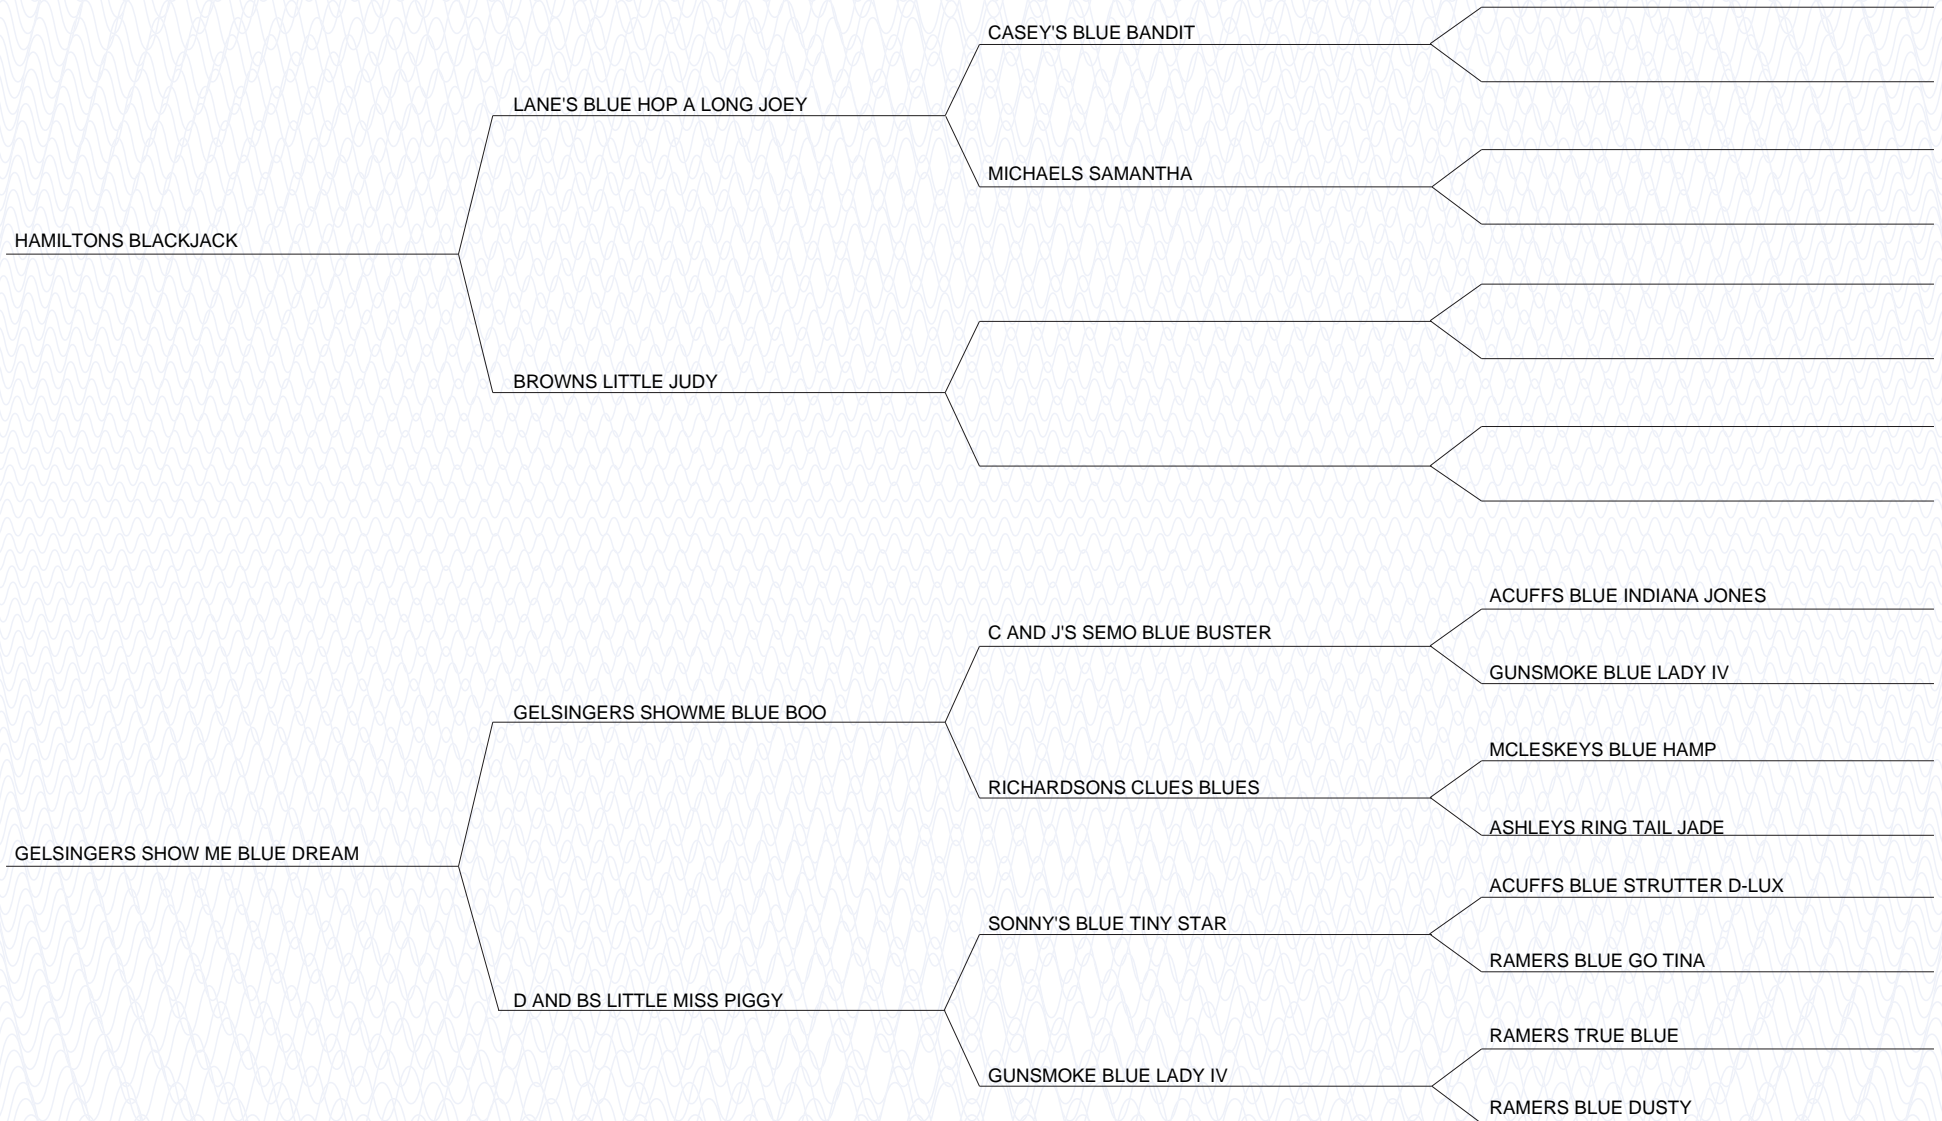 CASEY'S BLUE BANDIT
LANE'S BLUE HOP A LONG JOEY
MICHAELS SAMANTHA
HAMILTONS BLACKJACK
BROWNS LITTLE JUDY
ACUFFS BLUE INDIANA JONES
C AND J'S SEMO BLUE BUSTER
GUNSMOKE BLUE LADY IV
GELSINGERS SHOWME BLUE BOO
MCLESKEYS BLUE HAMP
RICHARDSONS CLUES BLUES
ASHLEYS RING TAIL JADE
GELSINGERS SHOW ME BLUE DREAM
ACUFFS BLUE STRUTTER D-LUX
SONNY'S BLUE TINY STAR
RAMERS BLUE GO TINA
D AND BS LITTLE MISS PIGGY
RAMERS TRUE BLUE
GUNSMOKE BLUE LADY IV
RAMERS BLUE DUSTY